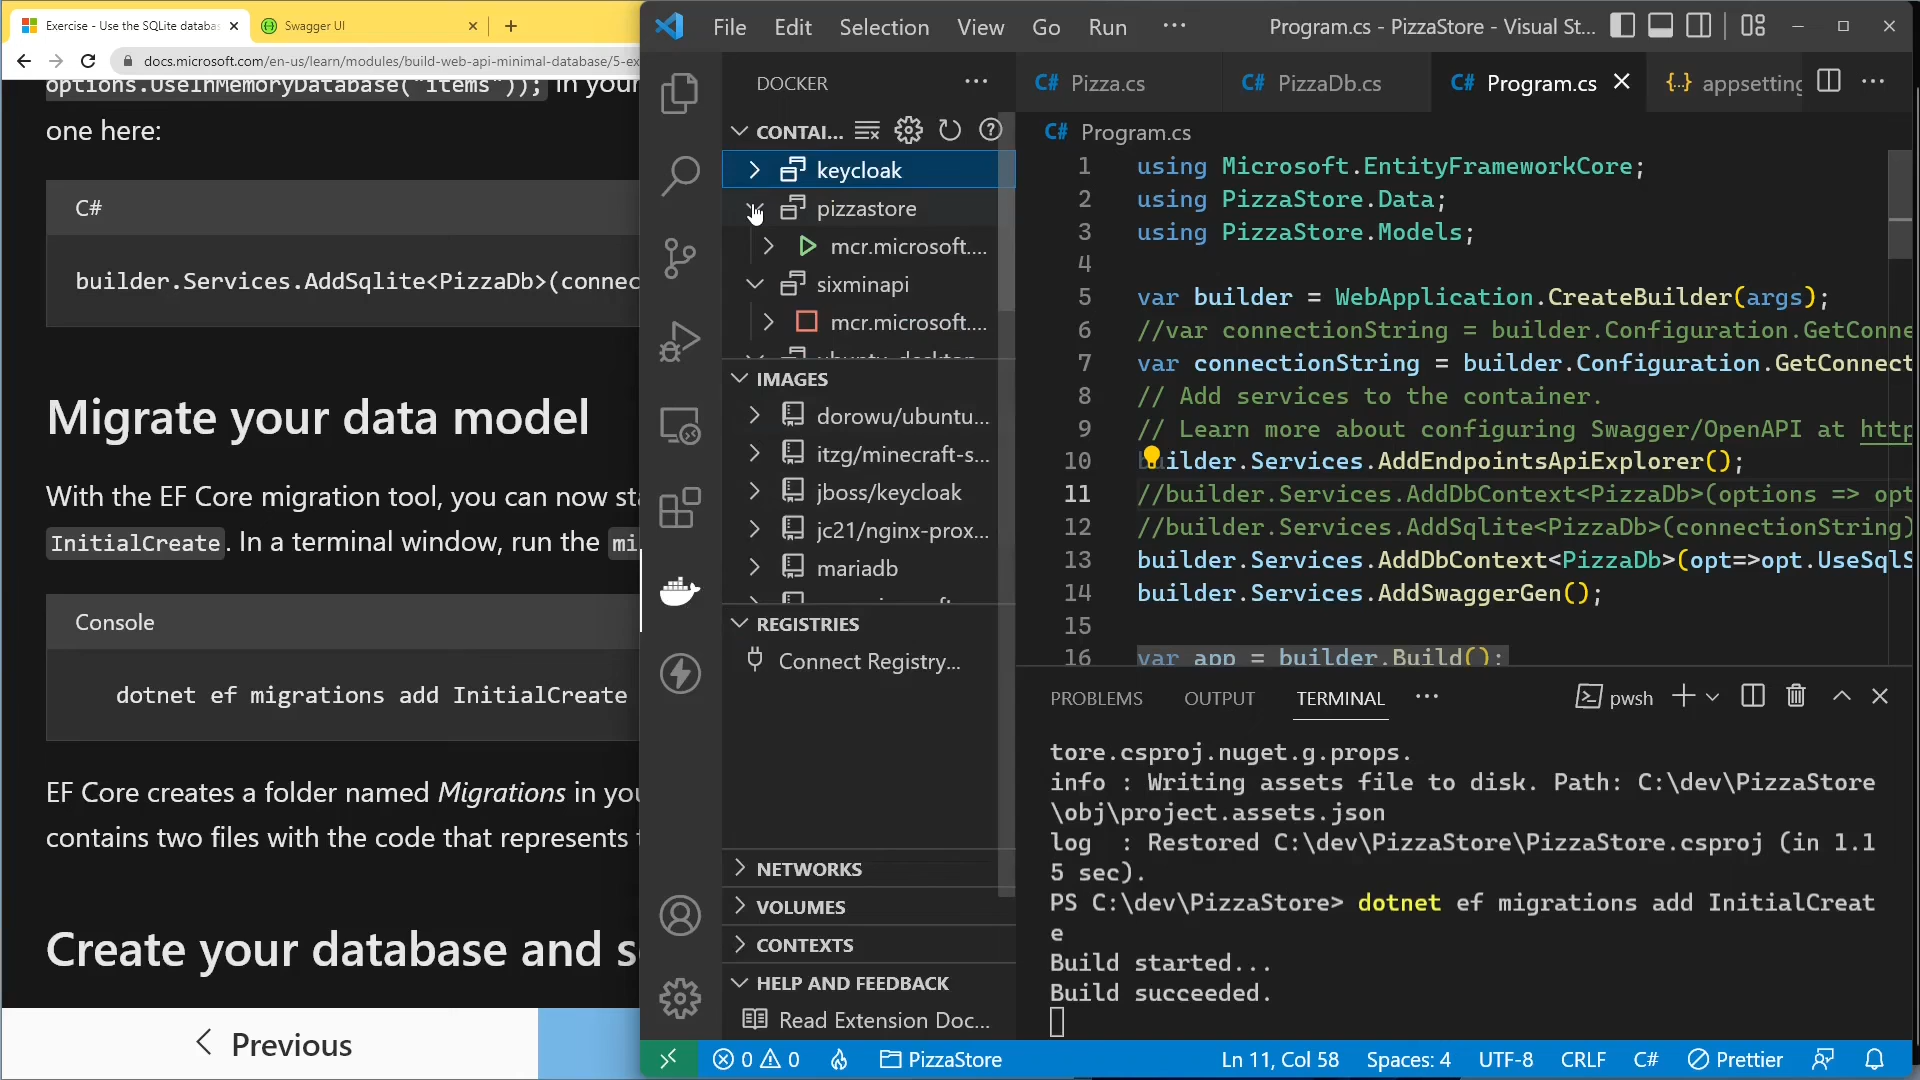 Exercise - Use the SQLite databas
Swagger UI
docs.microsoft.com/en-us/learn/modules/build-web-api-minimal-database/5-ex
options.UseInMemoryDatabase("items")); in your
one here:
C#
builder.Services.AddSqlite<PizzaDb>(connec
Migrate your data model
With the EF Core migration tool, you can now sta
InitialCreate. In a terminal window, run the mi
Console
dotnet ef migrations add InitialCreate
EF Core creates a folder named Migrations in you
contains two files with the code that represents t
Create your database and s
Previous
File Edit Selection View Go Run ···
Program.cs - PizzaStore - Visual St...
DOCKER
CONTAI...
keycloak
pizzastore
mcr.microsoft....
sixminapi
mcr.microsoft....
ubuntu_desktop
IMAGES
dorowu/ubuntu...
itzg/minecraft-s...
jboss/keycloak
jc21/nginx-prox...
mariadb
REGISTRIES
Connect Registry...
NETWORKS
VOLUMES
CONTEXTS
HELP AND FEEDBACK
Read Extension Doc...
C# Pizza.cs
C# PizzaDb.cs
C# Program.cs
{..} appsetting
C# Program.cs
1 using Microsoft.EntityFrameworkCore;
2 using PizzaStore.Data;
3 using PizzaStore.Models;
4
5 var builder = WebApplication.CreateBuilder(args);
6 //var connectionString = builder.Configuration.GetConne
7 var connectionString = builder.Configuration.GetConnect
8 // Add services to the container.
9 // Learn more about configuring Swagger/OpenAPI at http
10 builder.Services.AddEndpointsApiExplorer();
11 //builder.Services.AddDbContext<PizzaDb>(options => opt
12 //builder.Services.AddSqlite<PizzaDb>(connectionString)
13 builder.Services.AddDbContext<PizzaDb>(opt=>opt.UseSqlS
14 builder.Services.AddSwaggerGen();
15
16 var app = builder.Build();
PROBLEMS OUTPUT TERMINAL ··· pwsh
tore.csproj.nuget.g.props.
info : Writing assets file to disk. Path: C:\dev\PizzaStore
\obj\project.assets.json
log  : Restored C:\dev\PizzaStore\PizzaStore.csproj (in 1.1
5 sec).
PS C:\dev\PizzaStore> dotnet ef migrations add InitialCreat
e
Build started...
Build succeeded.
0 0 PizzaStore Ln 11, Col 58 Spaces: 4 UTF-8 CRLF C# Prettier